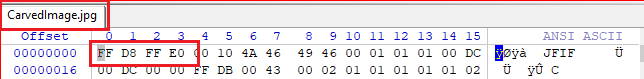 CarvedImage.jpg
Offset 0 1 2 3 4 5 6 7 8 9 10 11 12 13 14 15 ANSI ASCII
00000000 FF D8 FF E0 00 10 4A 46 49 46 00 01 01 01 00 DC ÿØÿà JFIF Ü
00000016 00 DC 00 00 FF DB 00 43 00 02 01 01 01 01 01 02 Ü ÿÛ C